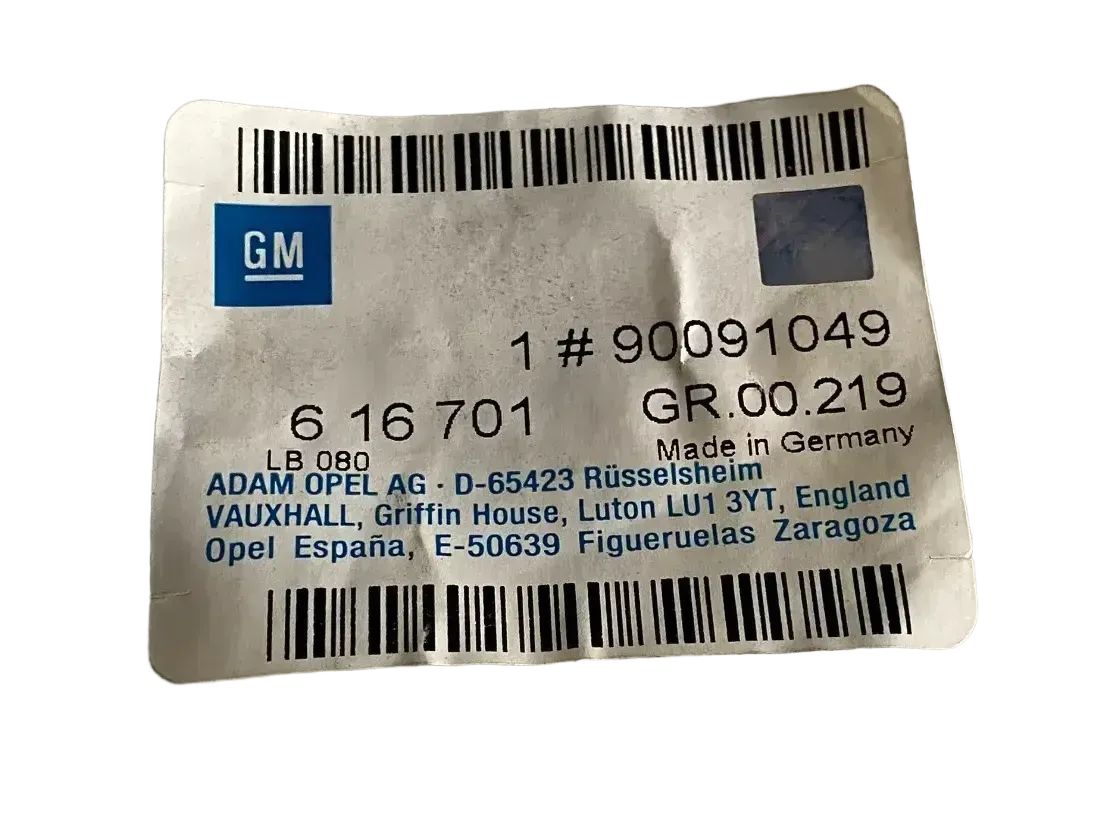 GM
1 # 90091049
6 16 701 GR.00.219
LB 080 Made in Germany
ADAM OPEL AG · D-65423 Rüsselsheim
VAUXHALL, Griffin House, Luton LU1 3YT, England
Opel España, E-50639 Figueruelas Zaragoza